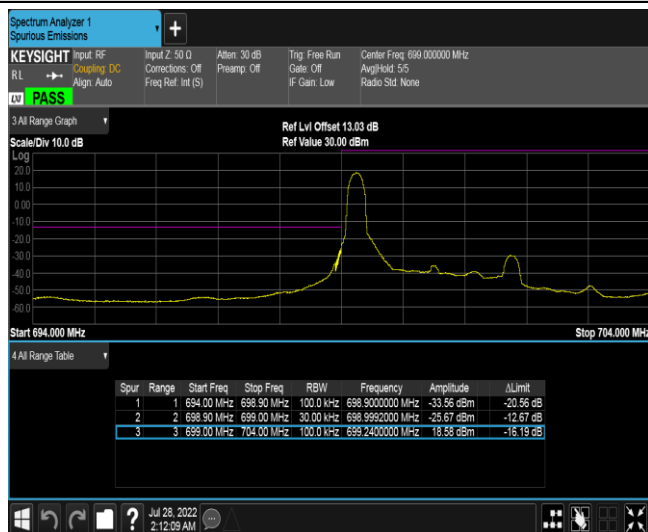 Spectrum Analyzer 1
Spurious Emissions
KEYSIGHT Input: RF Input Z: 50 Ω Atten: 30 dB Trig: Free Run Center Freq: 699.000000 MHz
RL Coupling: DC Corrections: Off Preamp: Off Gate: Off Avg|Hold: 5/5
Align: Auto Freq Ref: Int (S) IF Gain: Low Radio Std: None
LXI PASS
3 All Range Graph
Ref Lvl Offset 13.03 dB
Scale/Div 10.0 dB Ref Value 30.00 dBm
Log
20.0
10.0
0.00
-10.0
-20.0
-30.0
-40.0
-50.0
-60.0
Start 694.000 MHz Stop 704.000 MHz
4 All Range Table
Spur Range Start Freq Stop Freq RBW Frequency Amplitude ΔLimit
1 1 694.00 MHz 698.90 MHz 100.0 kHz 698.9000000 MHz -33.56 dBm -20.56 dB
2 2 698.90 MHz 699.00 MHz 30.00 kHz 698.9992000 MHz -25.67 dBm -12.67 dB
3 3 699.00 MHz 704.00 MHz 100.0 kHz 699.2400000 MHz 18.58 dBm -16.19 dB
? Jul 28, 2022
2:12:09 AM